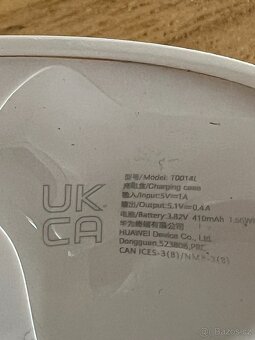 UK
CA
型号/Model: T0014L
充电盒/Charging case
输入/Input:5V⎓1A
输出/Output:5.1V⎓0.4A
电池/Battery:3.82V 410mAh
华为终端有限公司
HUAWEI Device Co., Ltd.
Dongguan,523808,PRC
CAN ICES-3(B)/NMB-3(B)